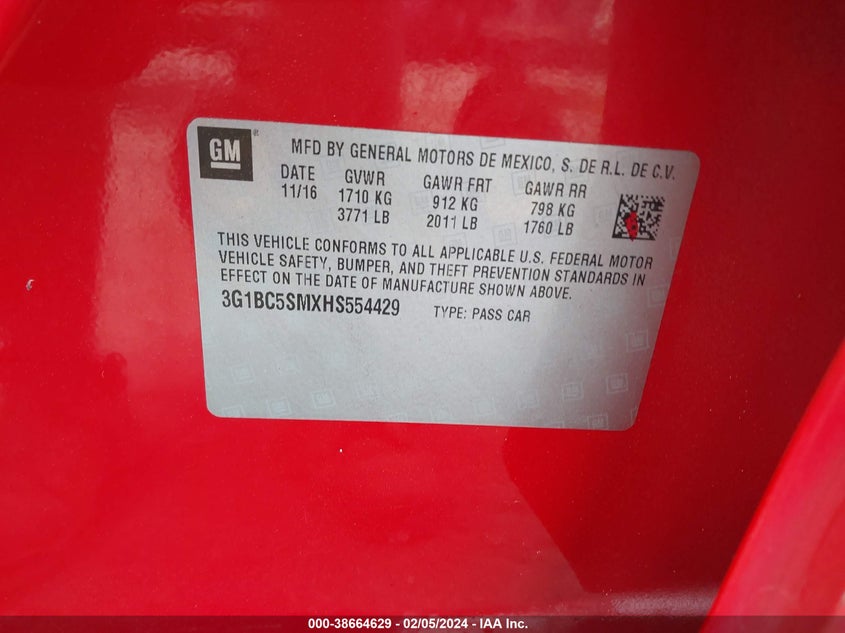 GM
MFD BY GENERAL MOTORS DE MEXICO, S. DE R.L. DE C.V.
DATE GVWR GAWR FRT GAWR RR
11/16 1710 KG 912 KG 798 KG
3771 LB 2011 LB 1760 LB
THIS VEHICLE CONFORMS TO ALL APPLICABLE U.S. FEDERAL MOTOR
VEHICLE SAFETY, BUMPER, AND THEFT PREVENTION STANDARDS IN
EFFECT ON THE DATE OF MANUFACTURE SHOWN ABOVE.
3G1BC5SMXHS554429 TYPE: PASS CAR
000-38664629 - 02/05/2024 - IAA Inc.